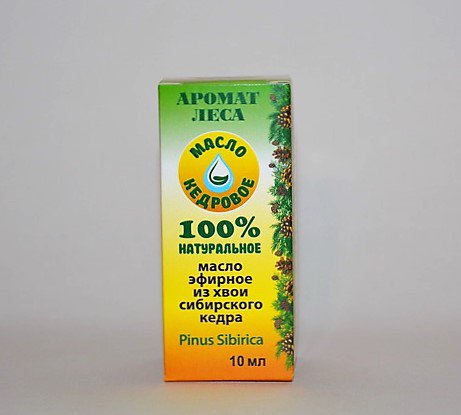 АРОМАТ
ЛЕСА
МАСЛО
КЕДРОВОЕ
100%
НАТУРАЛЬНОЕ
масло
эфирное
из хвои
сибирского
кедра
Pinus Sibirica
10 мл